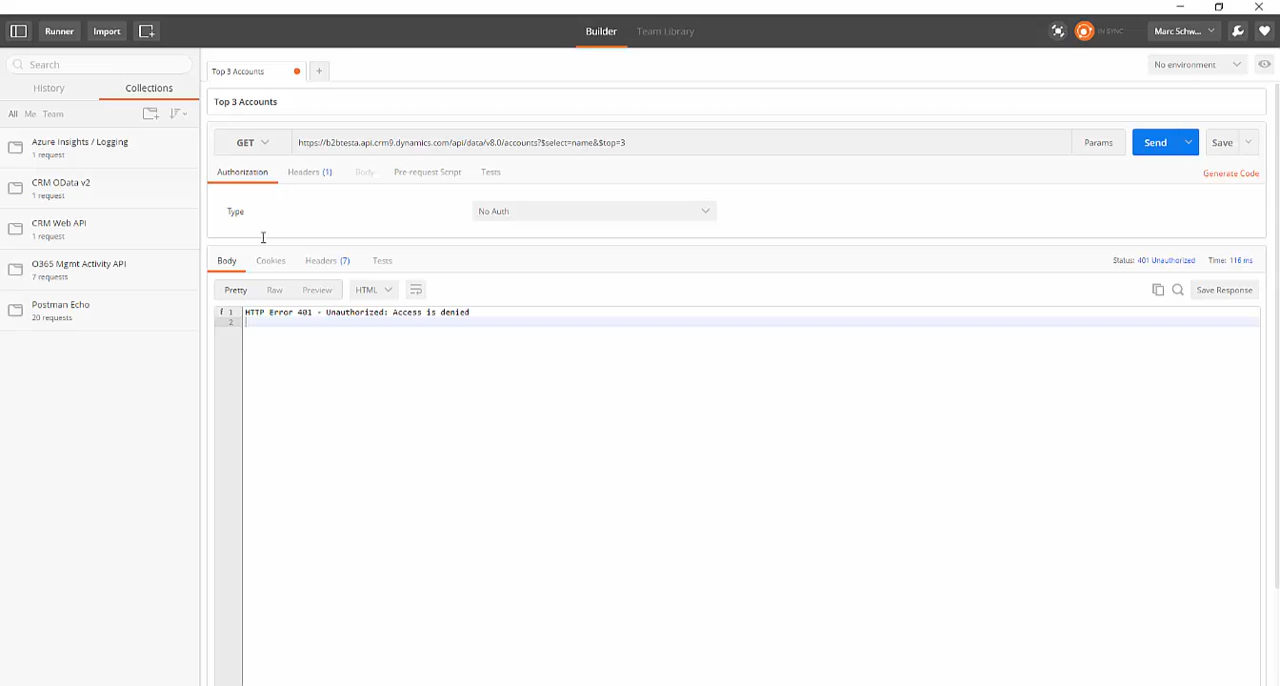 Runner Import Builder Team Library IN SYNC Marc Schw...
Search Top 3 Accounts + No environment
History Collections
Top 3 Accounts
All Me Team
Azure Insights / Logging
1 request
CRM OData v2
1 request
CRM Web API
1 request
O365 Mgmt Activity API
7 requests
Postman Echo
20 requests
GET https://b2btesta.api.crm9.dynamics.com/api/data/v8.0/accounts?$select=name&$top=3 Params Send Save
Authorization Headers (1) Body Pre-request Script Tests Generate Code
Type No Auth
Body Cookies Headers (7) Tests Status: 401 Unauthorized Time: 116 ms
Pretty Raw Preview HTML Save Response
i 1 HTTP Error 401 - Unauthorized: Access is denied
2